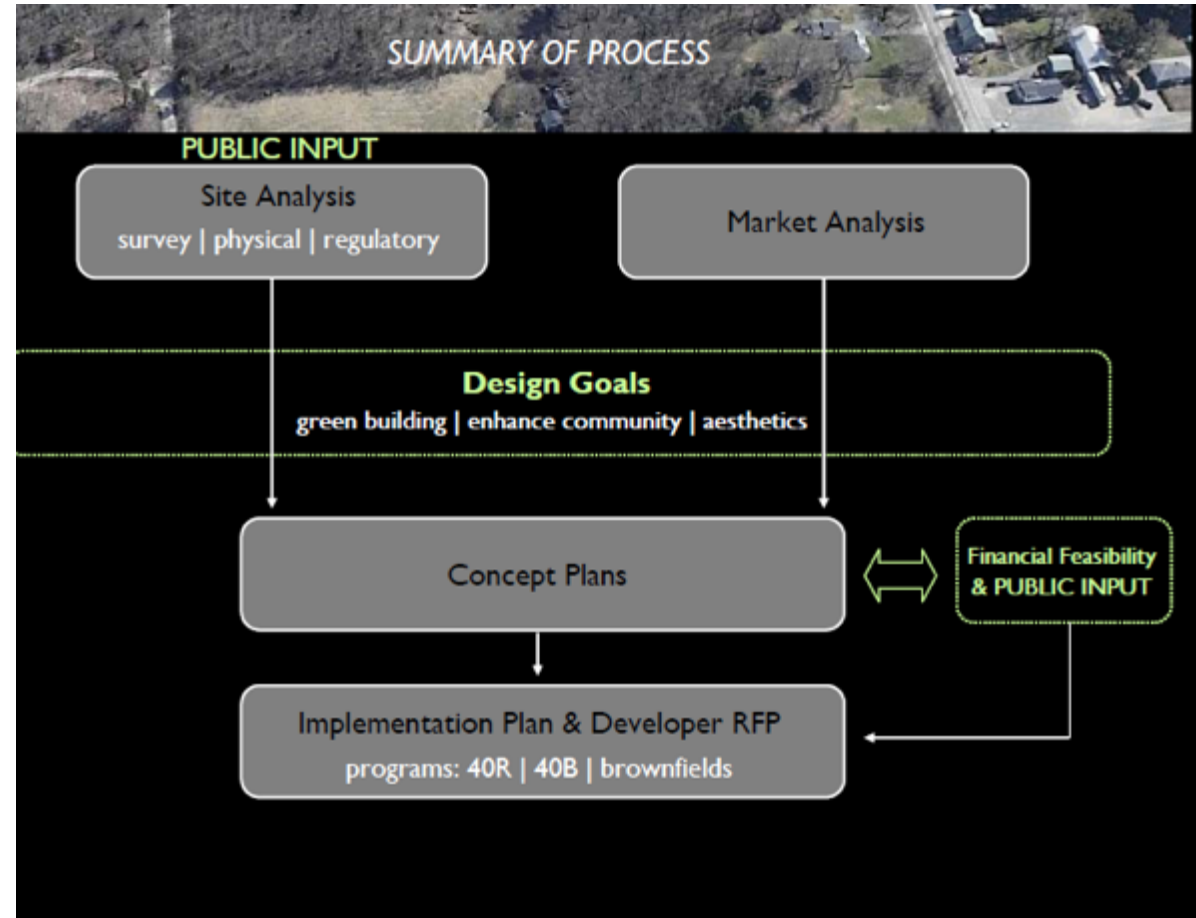 SUMMARY OF PROCESS
PUBLIC INPUT
Site Analysis
survey | physical | regulatory
Market Analysis
Design Goals
green building | enhance community | aesthetics
Concept Plans
Financial Feasibility
& PUBLIC INPUT
Implementation Plan & Developer RFP
programs: 40R | 40B | brownfields